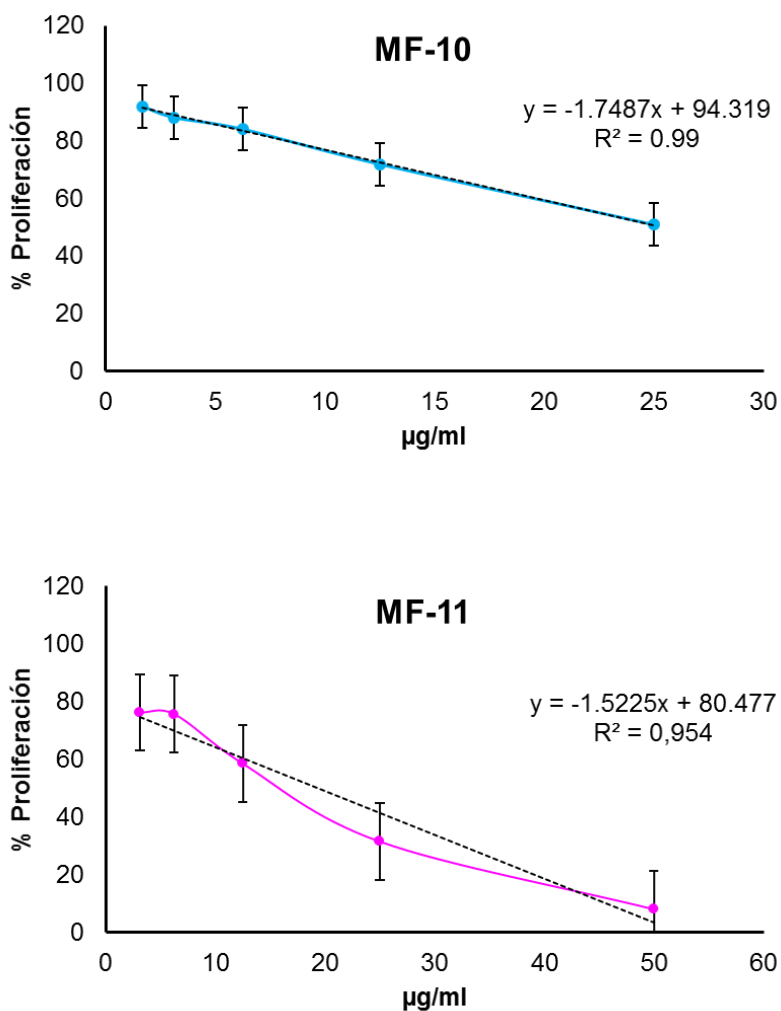 MF-10
y = -1.7487x + 94.319
R² = 0.99
% Proliferación
120
100
80
60
40
20
0
0 5 10 15 20 25 30
µg/ml
MF-11
y = -1.5225x + 80.477
R² = 0,954
% Proliferación
120
100
80
60
40
20
0
0 10 20 30 40 50 60
µg/ml